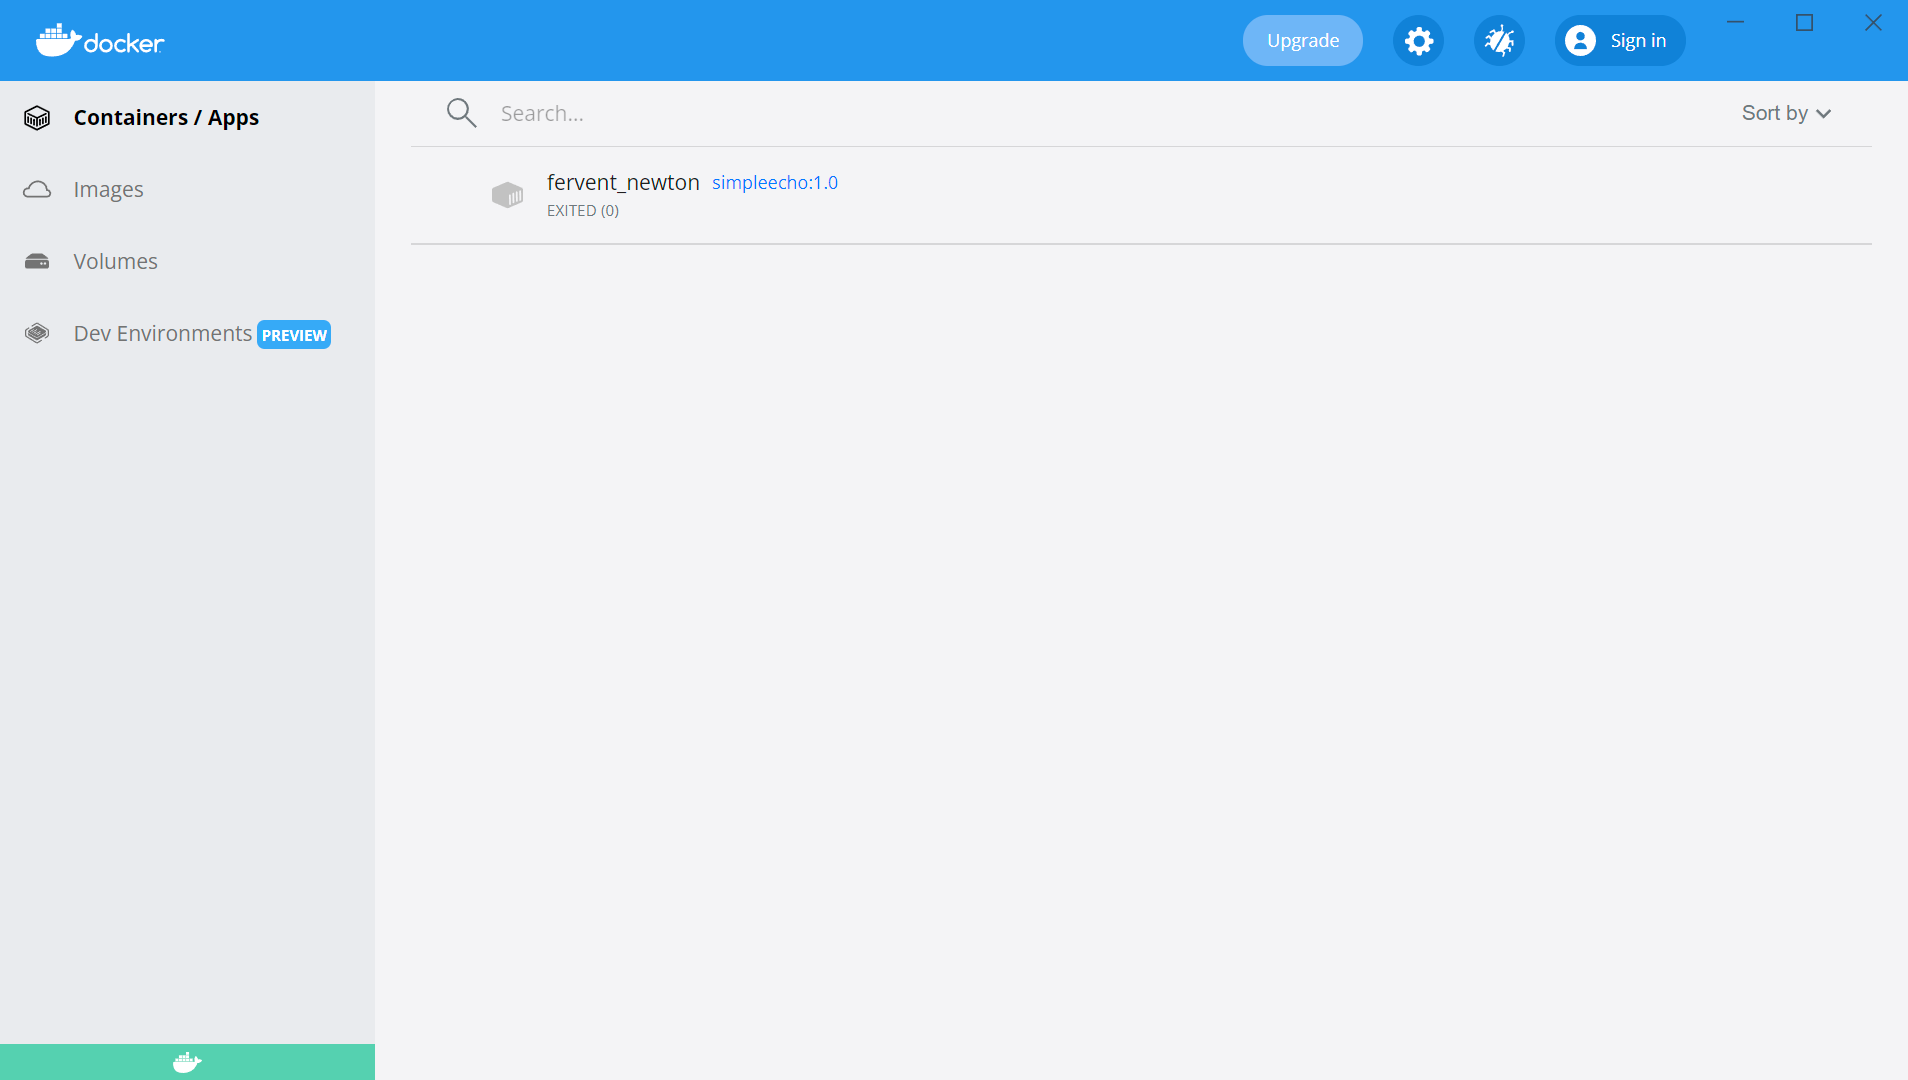 docker
Upgrade
Sign in
Containers / Apps
Images
Volumes
Dev Environments PREVIEW
Search...
Sort by
fervent_newton simpleecho:1.0
EXITED (0)